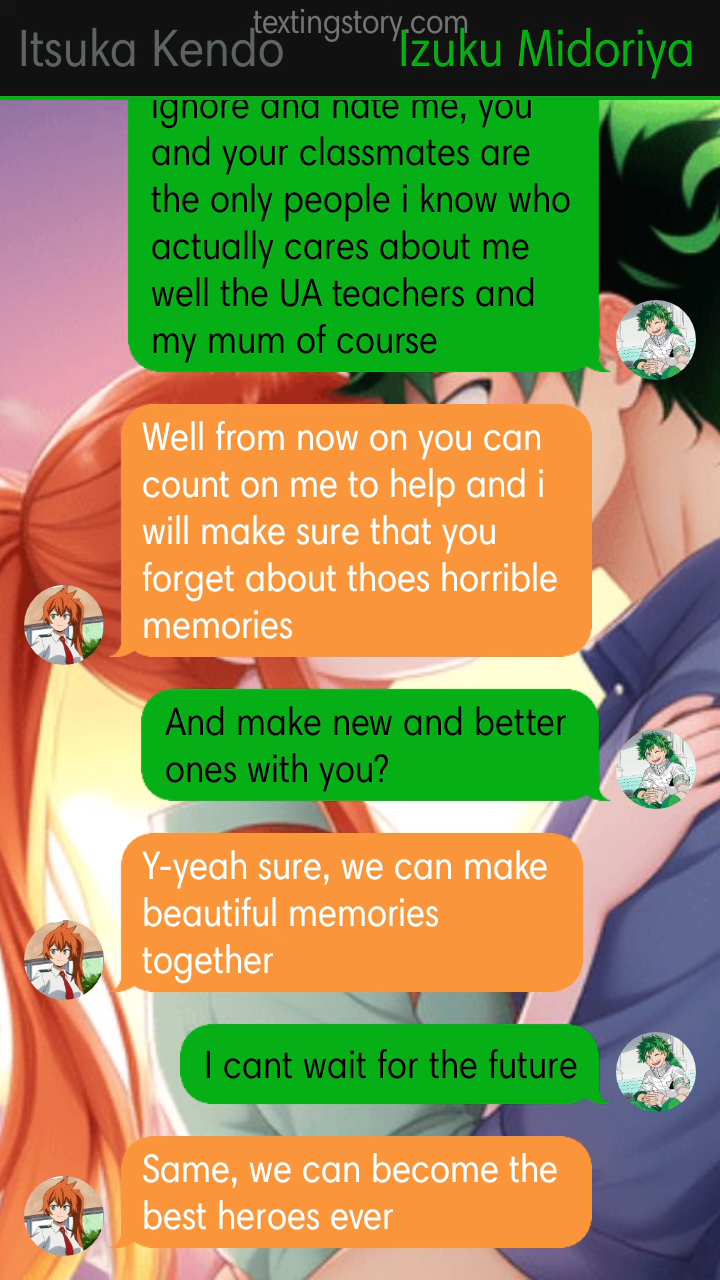 textingstory.com
Itsuka Kendo
Izuku Midoriya
ignore and hate me, you
and your classmates are
the only people i know who
actually cares about me
well the UA teachers and
my mum of course
Well from now on you can
count on me to help and i
will make sure that you
forget about thoes horrible
memories
And make new and better
ones with you?
Y-yeah sure, we can make
beautiful memories
together
I cant wait for the future
Same, we can become the
best heroes ever